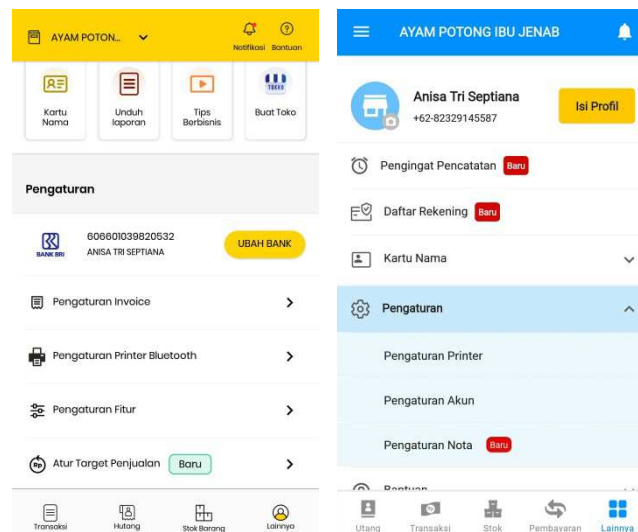 AYAM POTON...
Notifikasi
Bantuan
Kartu
Nama
Unduh
laporan
Tips
Berbisnis
TOKKO
Buat Toko
Pengaturan
BANK BRI
606601039820532
ANISA TRI SEPTIANA
UBAH BANK
Pengaturan Invoice
Pengaturan Printer Bluetooth
Pengaturan Fitur
Rp
Atur Target Penjualan
Baru
Transaksi
Hutang
Stok Barang
Lainnya
AYAM POTONG IBU JENAB
Anisa Tri Septiana
+62-82329145587
Isi Profil
Pengingat Pencatatan Baru
Daftar Rekening Baru
Kartu Nama
Pengaturan
Pengaturan Printer
Pengaturan Akun
Pengaturan Nota Baru
Bantuan
Utang
Transaksi
Stok
Pembayaran
Lainnya